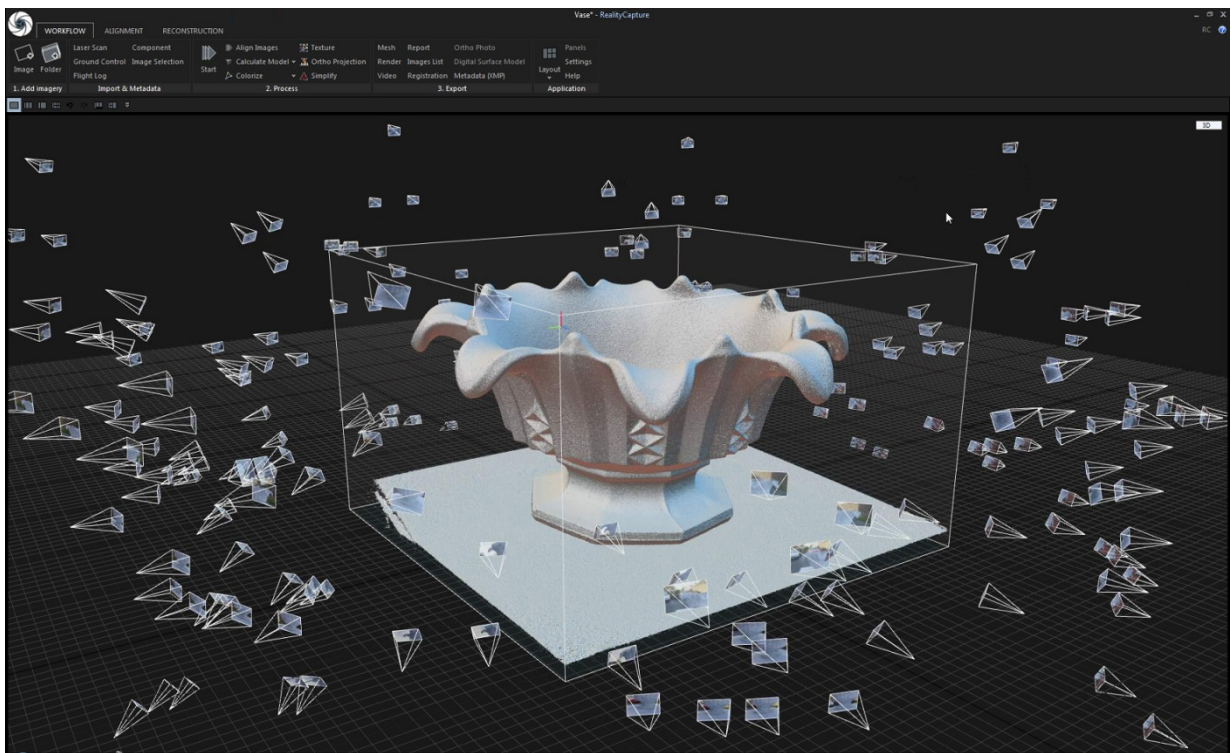 Vase* - RealityCapture
WORKFLOW ALIGNMENT RECONSTRUCTION
RC
Laser Scan Component Align Images Texture Mesh Report Ortho Photo Panels
Image Folder Ground Control Image Selection Start Calculate Model Ortho Projection Render Images List Digital Surface Model Layout Settings
Flight Log Colorize Simplify Video Registration Metadata (XMP) Help
1. Add imagery Import & Metadata 2. Process 3. Export Application
3D